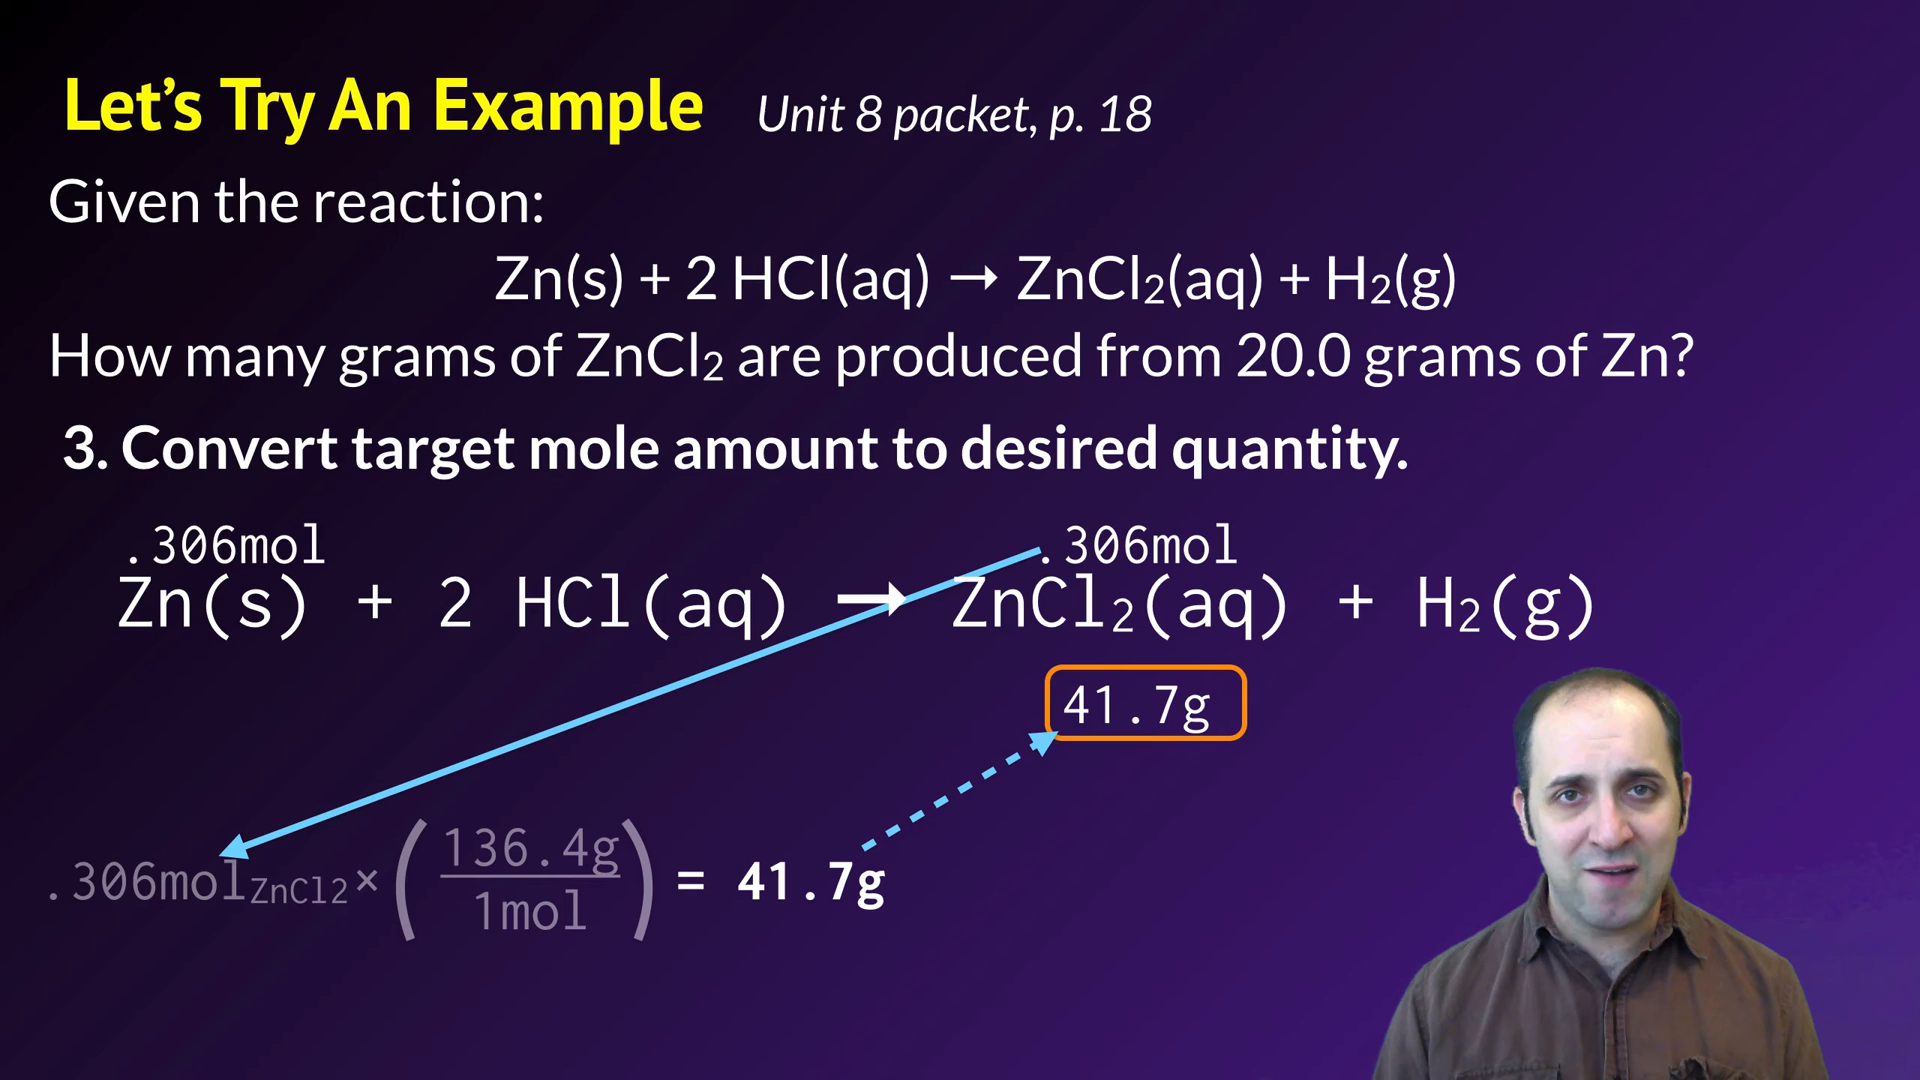 Let's Try An Example Unit 8 packet, p. 18
Given the reaction:
Zn(s) + 2 HCl(aq) → ZnCl₂(aq) + H₂(g)
How many grams of ZnCl₂ are produced from 20.0 grams of Zn?
3. Convert target mole amount to desired quantity.
.306mol .306mol
Zn(s) + 2 HCl(aq) → ZnCl₂(aq) + H₂(g)
41.7g
.306mol ZnCl2 × (136.4g / 1mol) = 41.7g